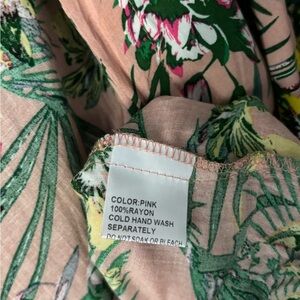 COLOR:PINK
100%RAYON
COLD HAND WASH
SEPARATELY
DO NOT SOAK OR BLEACH